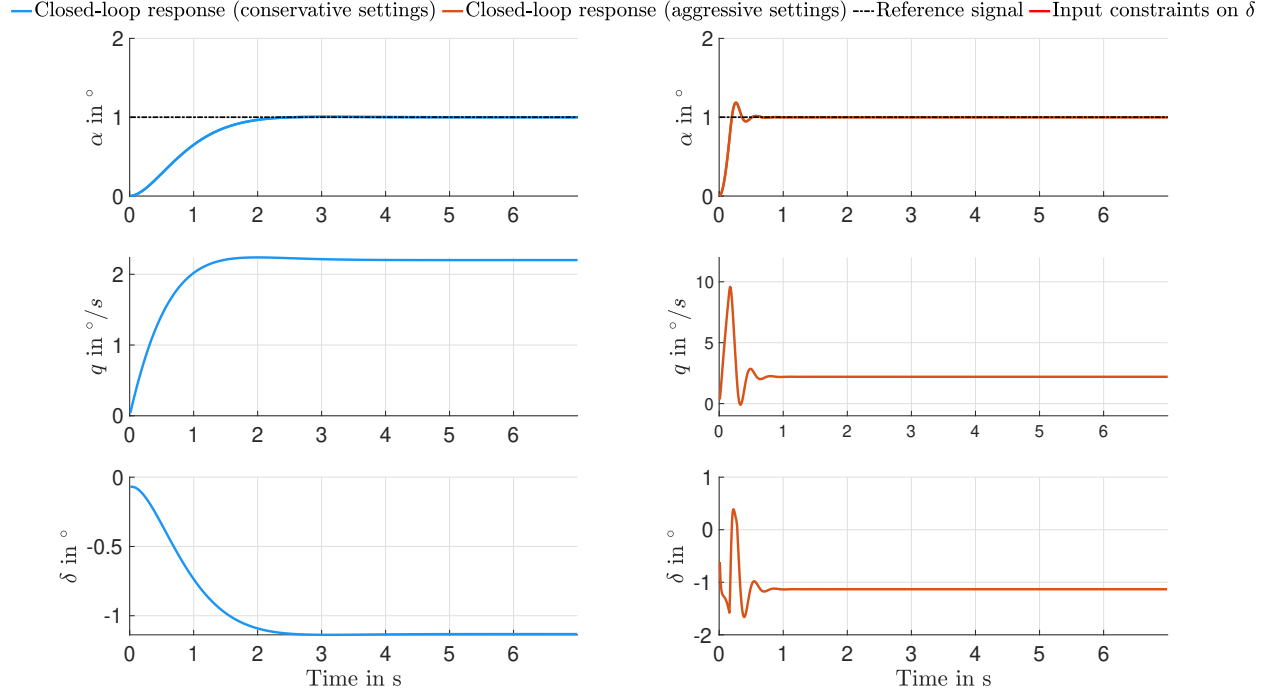 Closed-loop response (conservative settings) Closed-loop response (aggressive settings) Reference signal Input constraints on δ
α in °
2
1
0
0 1 2 3 4 5 6
α in °
2
1
0
0 1 2 3 4 5 6
q in °/s
2
1
0
0 1 2 3 4 5 6
q in °/s
10
5
0
0 1 2 3 4 5 6
δ in °
0
-0.5
-1
0 1 2 3 4 5 6
Time in s
δ in °
1
0
-1
-2
0 1 2 3 4 5 6
Time in s